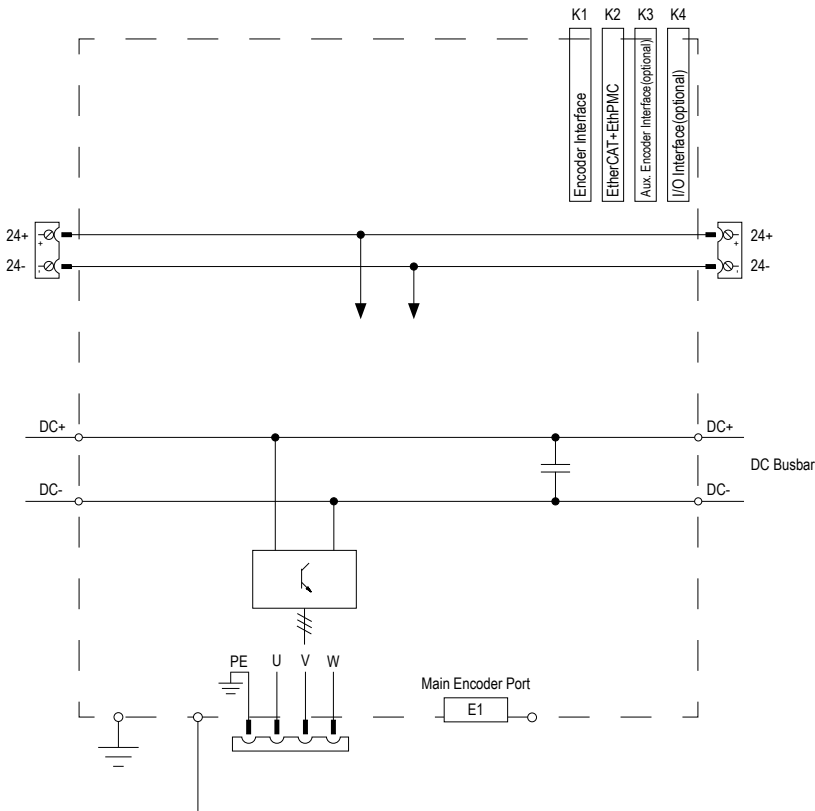 K1 K2 K3 K4
Encoder Interface
EtherCAT+EthPMC
Aux. Encoder Interface(optional)
I/O Interface(optional)
24+ + + 24+
24- - - 24-
DC+ DC+
DC Busbar
DC- DC-
PE U V W
Main Encoder Port
E1